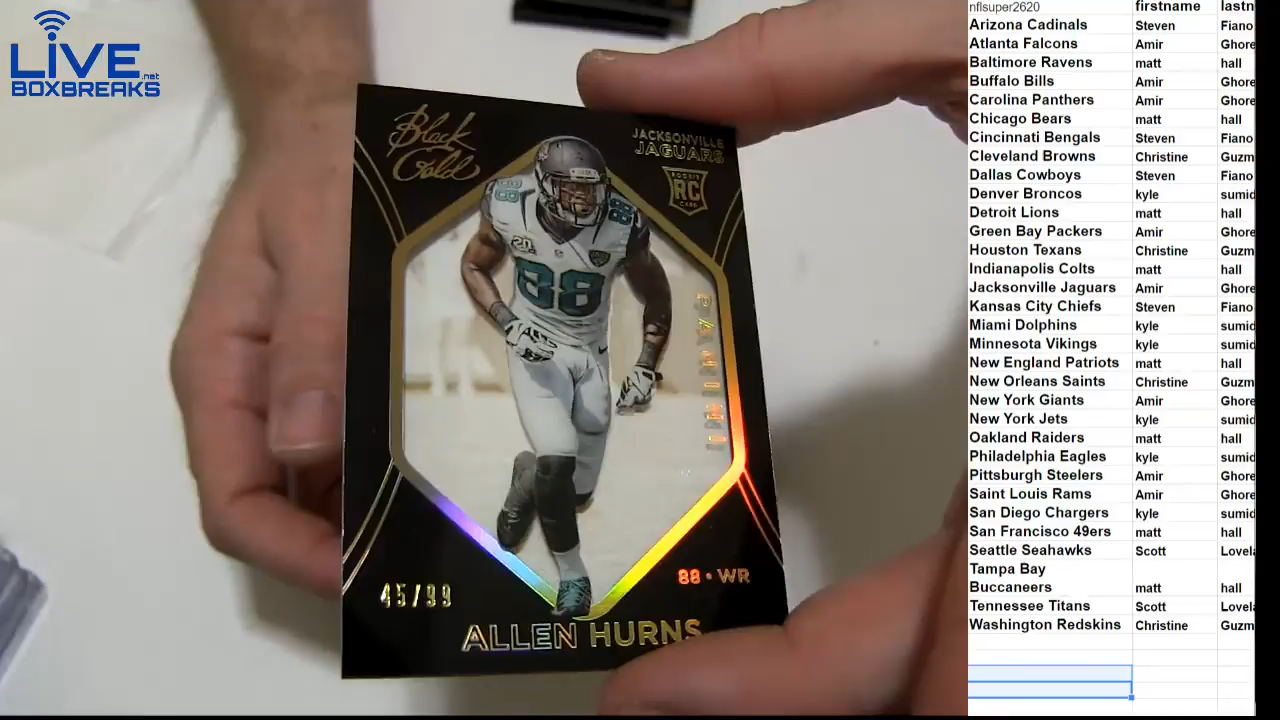 LIVE
.net
BOXBREAKS
Black
Gold
JACKSONVILLE
JAGUARS
ROOKIE
RC
CARD
88
88
20
88
PANINI
45/99
88 • WR
ALLEN HURNS
nflsuper2620 firstname lastn
Arizona Cadinals Steven Fiano
Atlanta Falcons Amir Ghore
Baltimore Ravens matt hall
Buffalo Bills Amir Ghore
Carolina Panthers Amir Ghore
Chicago Bears matt hall
Cincinnati Bengals Steven Fiano
Cleveland Browns Christine Guzm
Dallas Cowboys Steven Fiano
Denver Broncos kyle sumid
Detroit Lions matt hall
Green Bay Packers Amir Ghore
Houston Texans Christine Guzm
Indianapolis Colts matt hall
Jacksonville Jaguars Amir Ghore
Kansas City Chiefs Steven Fiano
Miami Dolphins kyle sumid
Minnesota Vikings kyle sumid
New England Patriots matt hall
New Orleans Saints Christine Guzm
New York Giants Amir Ghore
New York Jets kyle sumid
Oakland Raiders matt hall
Philadelphia Eagles kyle sumid
Pittsburgh Steelers Amir Ghore
Saint Louis Rams Amir Ghore
San Diego Chargers kyle sumid
San Francisco 49ers matt hall
Seattle Seahawks Scott Lovela
Tampa Bay
Buccaneers matt hall
Tennessee Titans Scott Lovela
Washington Redskins Christine Guzm